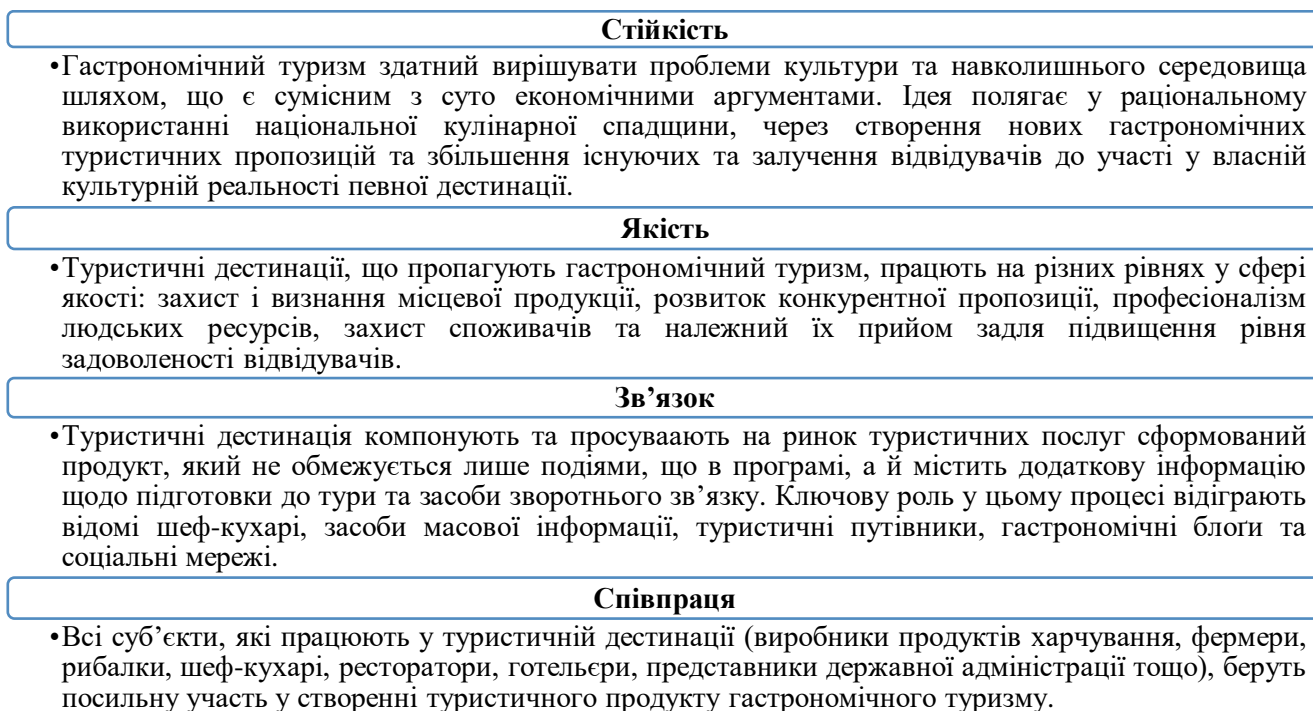 Стійкість
•Гастрономічний туризм здатний вирішувати проблеми культури та навколишнього середовища
шляхом, що є сумісним з суто економічними аргументами. Ідея полягає у раціональному
використанні національної кулінарної спадщини, через створення нових гастрономічних
туристичних пропозицій та збільшення існуючих та залучення відвідувачів до участі у власній
культурній реальності певної дестинації.
Якість
•Туристичні дестинації, що пропагують гастрономічний туризм, працють на різних рівнях у сфері
якості: захист і визнання місцевої продукції, розвиток конкурентної пропозиції, професіоналізм
людських ресурсів, захист споживачів та належний їх прийом задля підвищення рівня
задоволеності відвідувачів.
Зв’язок
•Туристичні дестинація компонують та просуваають на ринок туристичних послуг сформований
продукт, який не обмежується лише подіями, що в програмі, а й містить додаткову інформацію
щодо підготовки до тури та засоби зворотнього зв’язку. Ключову роль у цьому процесі відіграють
відомі шеф-кухарі, засоби масової інформації, туристичні путівники, гастрономічні блоґи та
соціальні мережі.
Співпраця
•Всі суб’єкти, які працюють у туристичній дестинації (виробники продуктів харчування, фермери,
рибалки, шеф-кухарі, ресторатори, готельєри, представники державної адміністрації тощо), беруть
посильну участь у створенні туристичного продукту гастрономічного туризму.